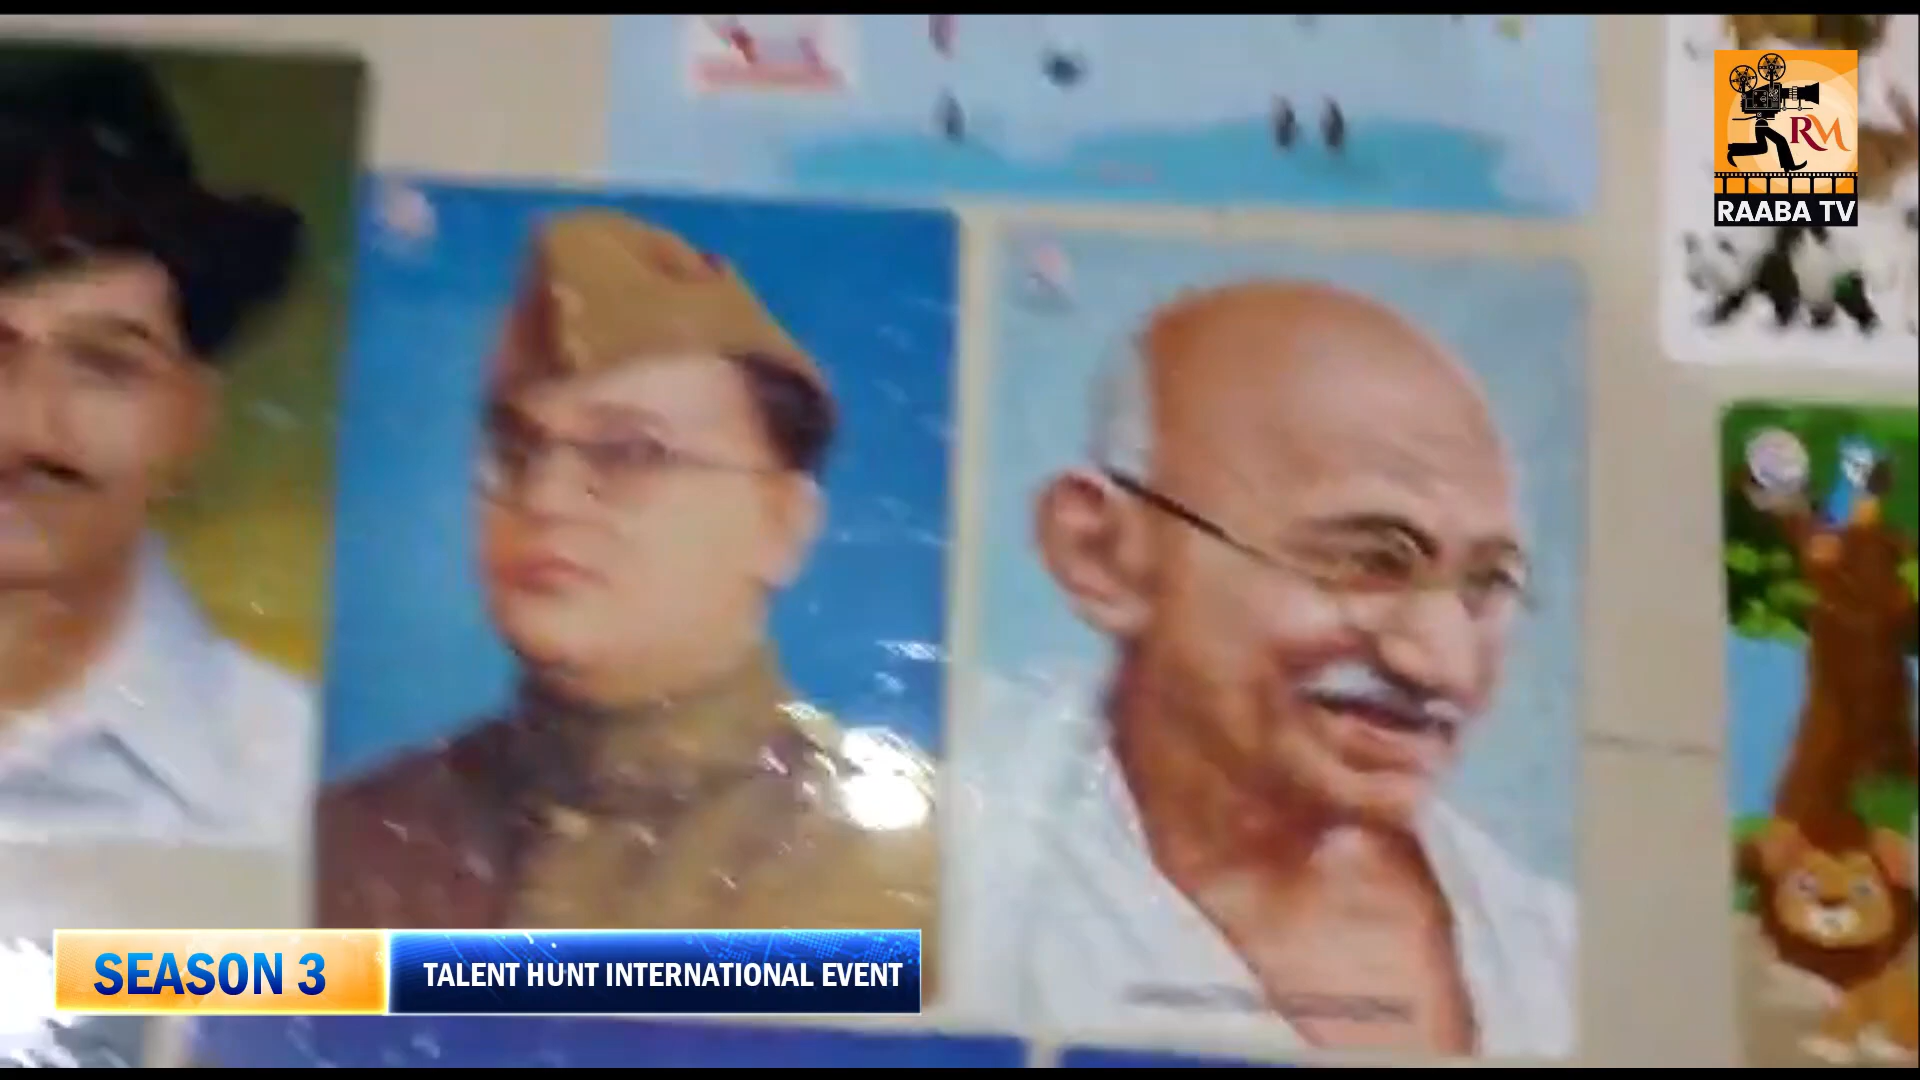 RM
RAABA TV
SEASON 3
TALENT HUNT INTERNATIONAL EVENT